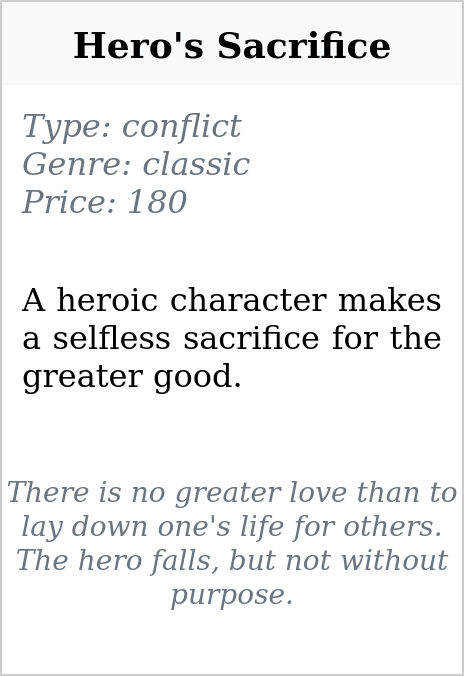 Hero's Sacrifice
Type: conflict
Genre: classic
Price: 180
A heroic character makes
a selfless sacrifice for the
greater good.
There is no greater love than to
lay down one's life for others.
The hero falls, but not without
purpose.